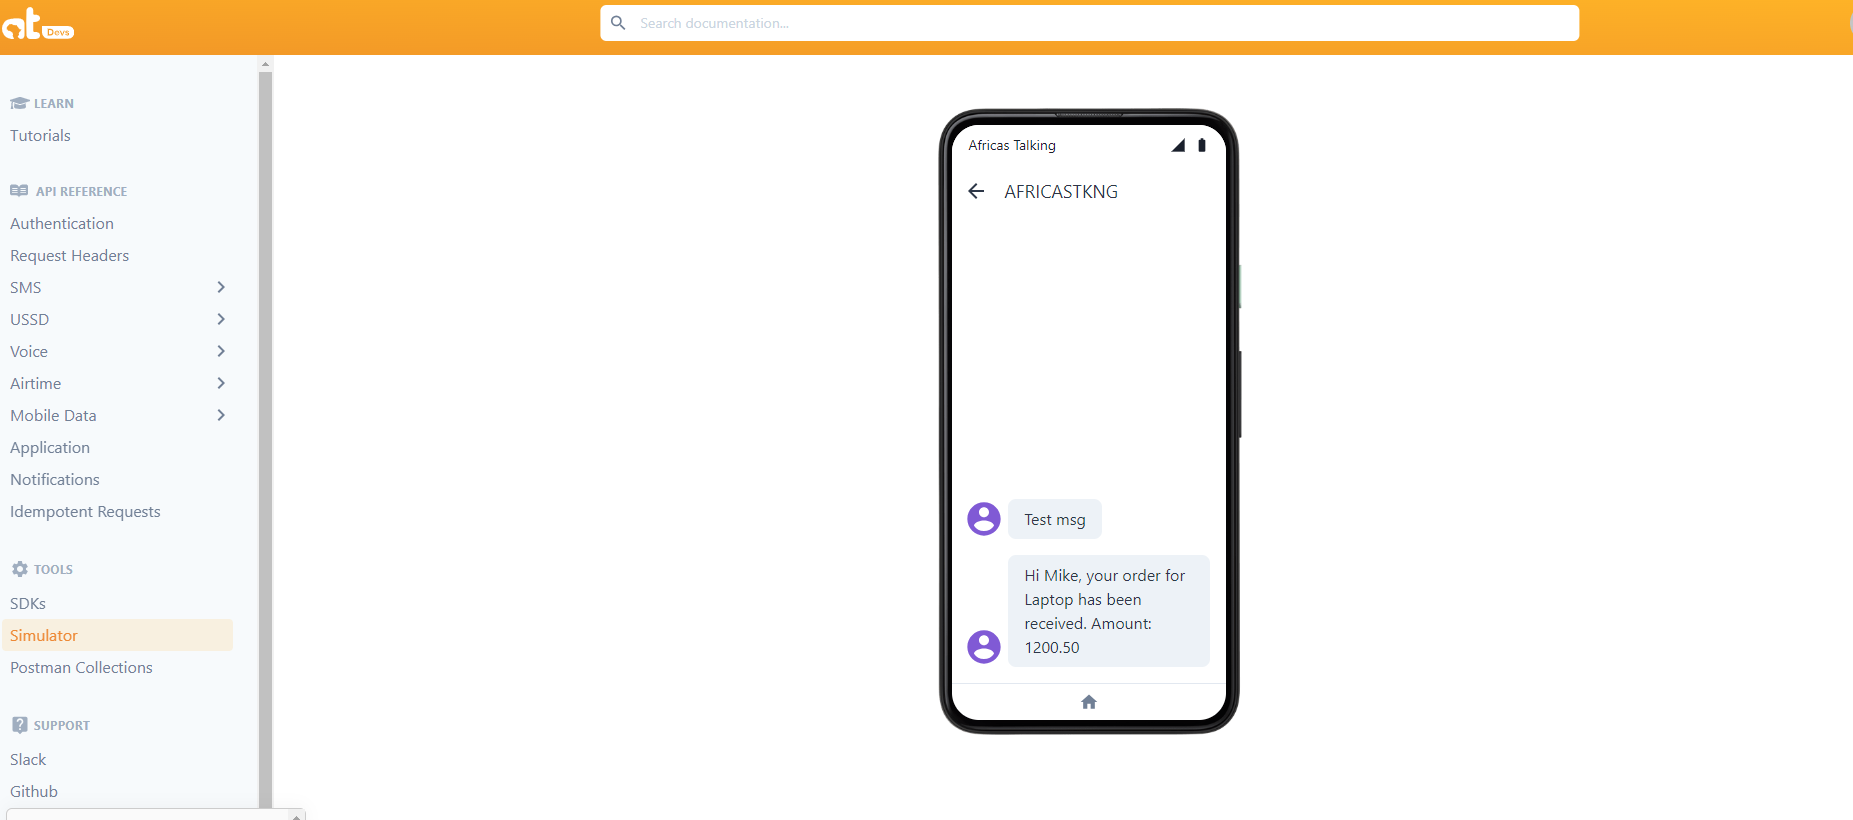 at Devs
Search documentation...
LEARN
Tutorials
API REFERENCE
Authentication
Request Headers
SMS
USSD
Voice
Airtime
Mobile Data
Application
Notifications
Idempotent Requests
TOOLS
SDKs
Simulator
Postman Collections
SUPPORT
Slack
Github
Africas Talking
AFRICASTKNG
Test msg
Hi Mike, your order for
Laptop has been
received. Amount:
1200.50